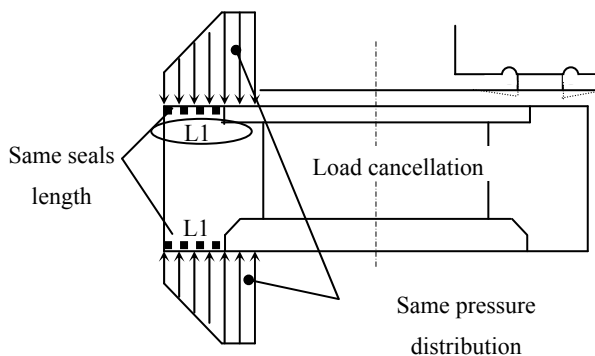 L1
Same seals
length
Load cancellation
L1
Same pressure
distribution